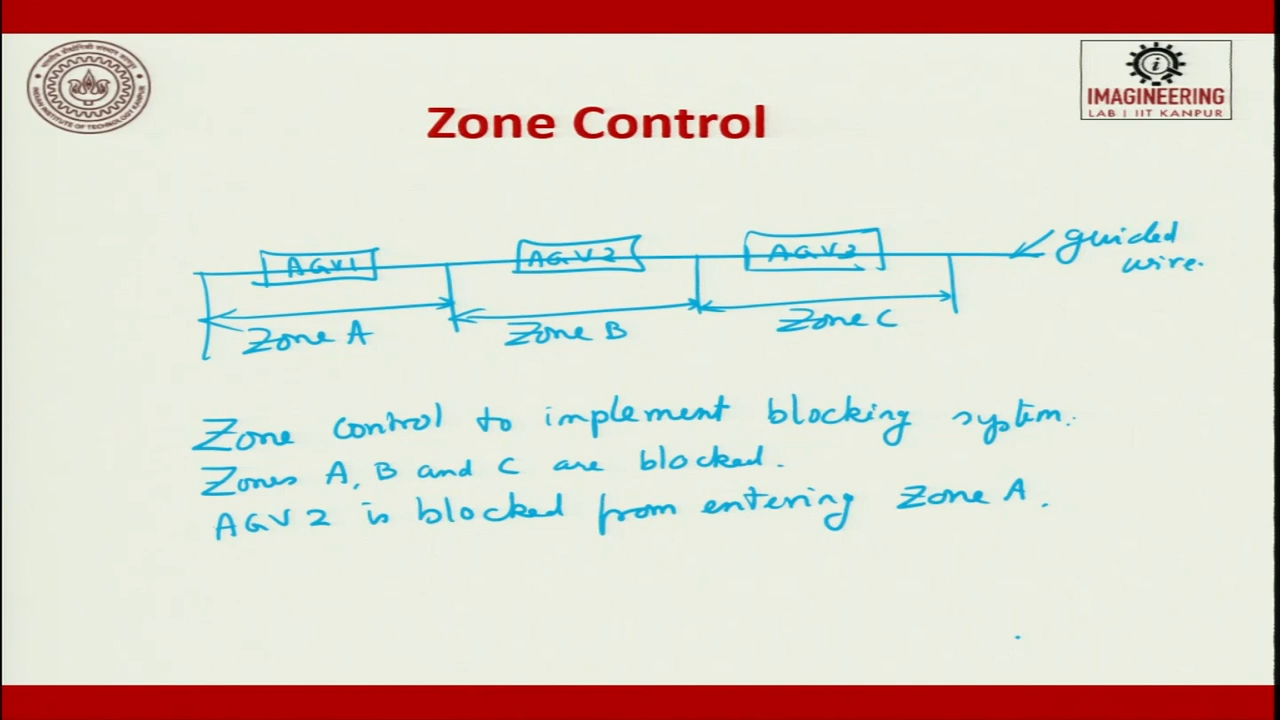 IMAGINEERING
LAB | IIT KANPUR
Zone Control
AGV1
AGV2
AGV3
guided
wire.
Zone A
Zone B
Zone C
Zone control to implement blocking system.
Zones A, B and C are blocked.
AGV 2 is blocked from entering Zone A.